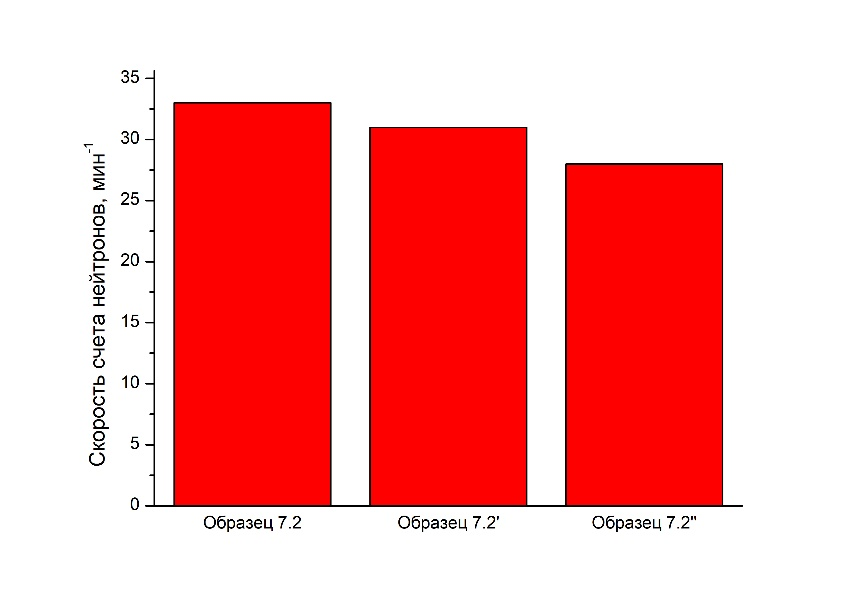 Скорость счета нейтронов, мин-1
35
30
25
20
15
10
5
0
Образец 7.2
Образец 7.2'
Образец 7.2"